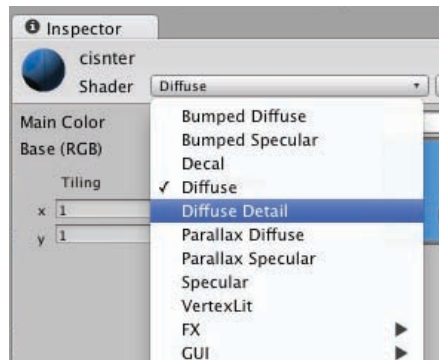 Inspector
cisnter
Shader Diffuse
Main Color
Base (RGB)
Tiling
x 1
y 1
Bumped Diffuse
Bumped Specular
Decal
✓ Diffuse
Diffuse Detail
Parallax Diffuse
Parallax Specular
Specular
VertexLit
FX
GUI